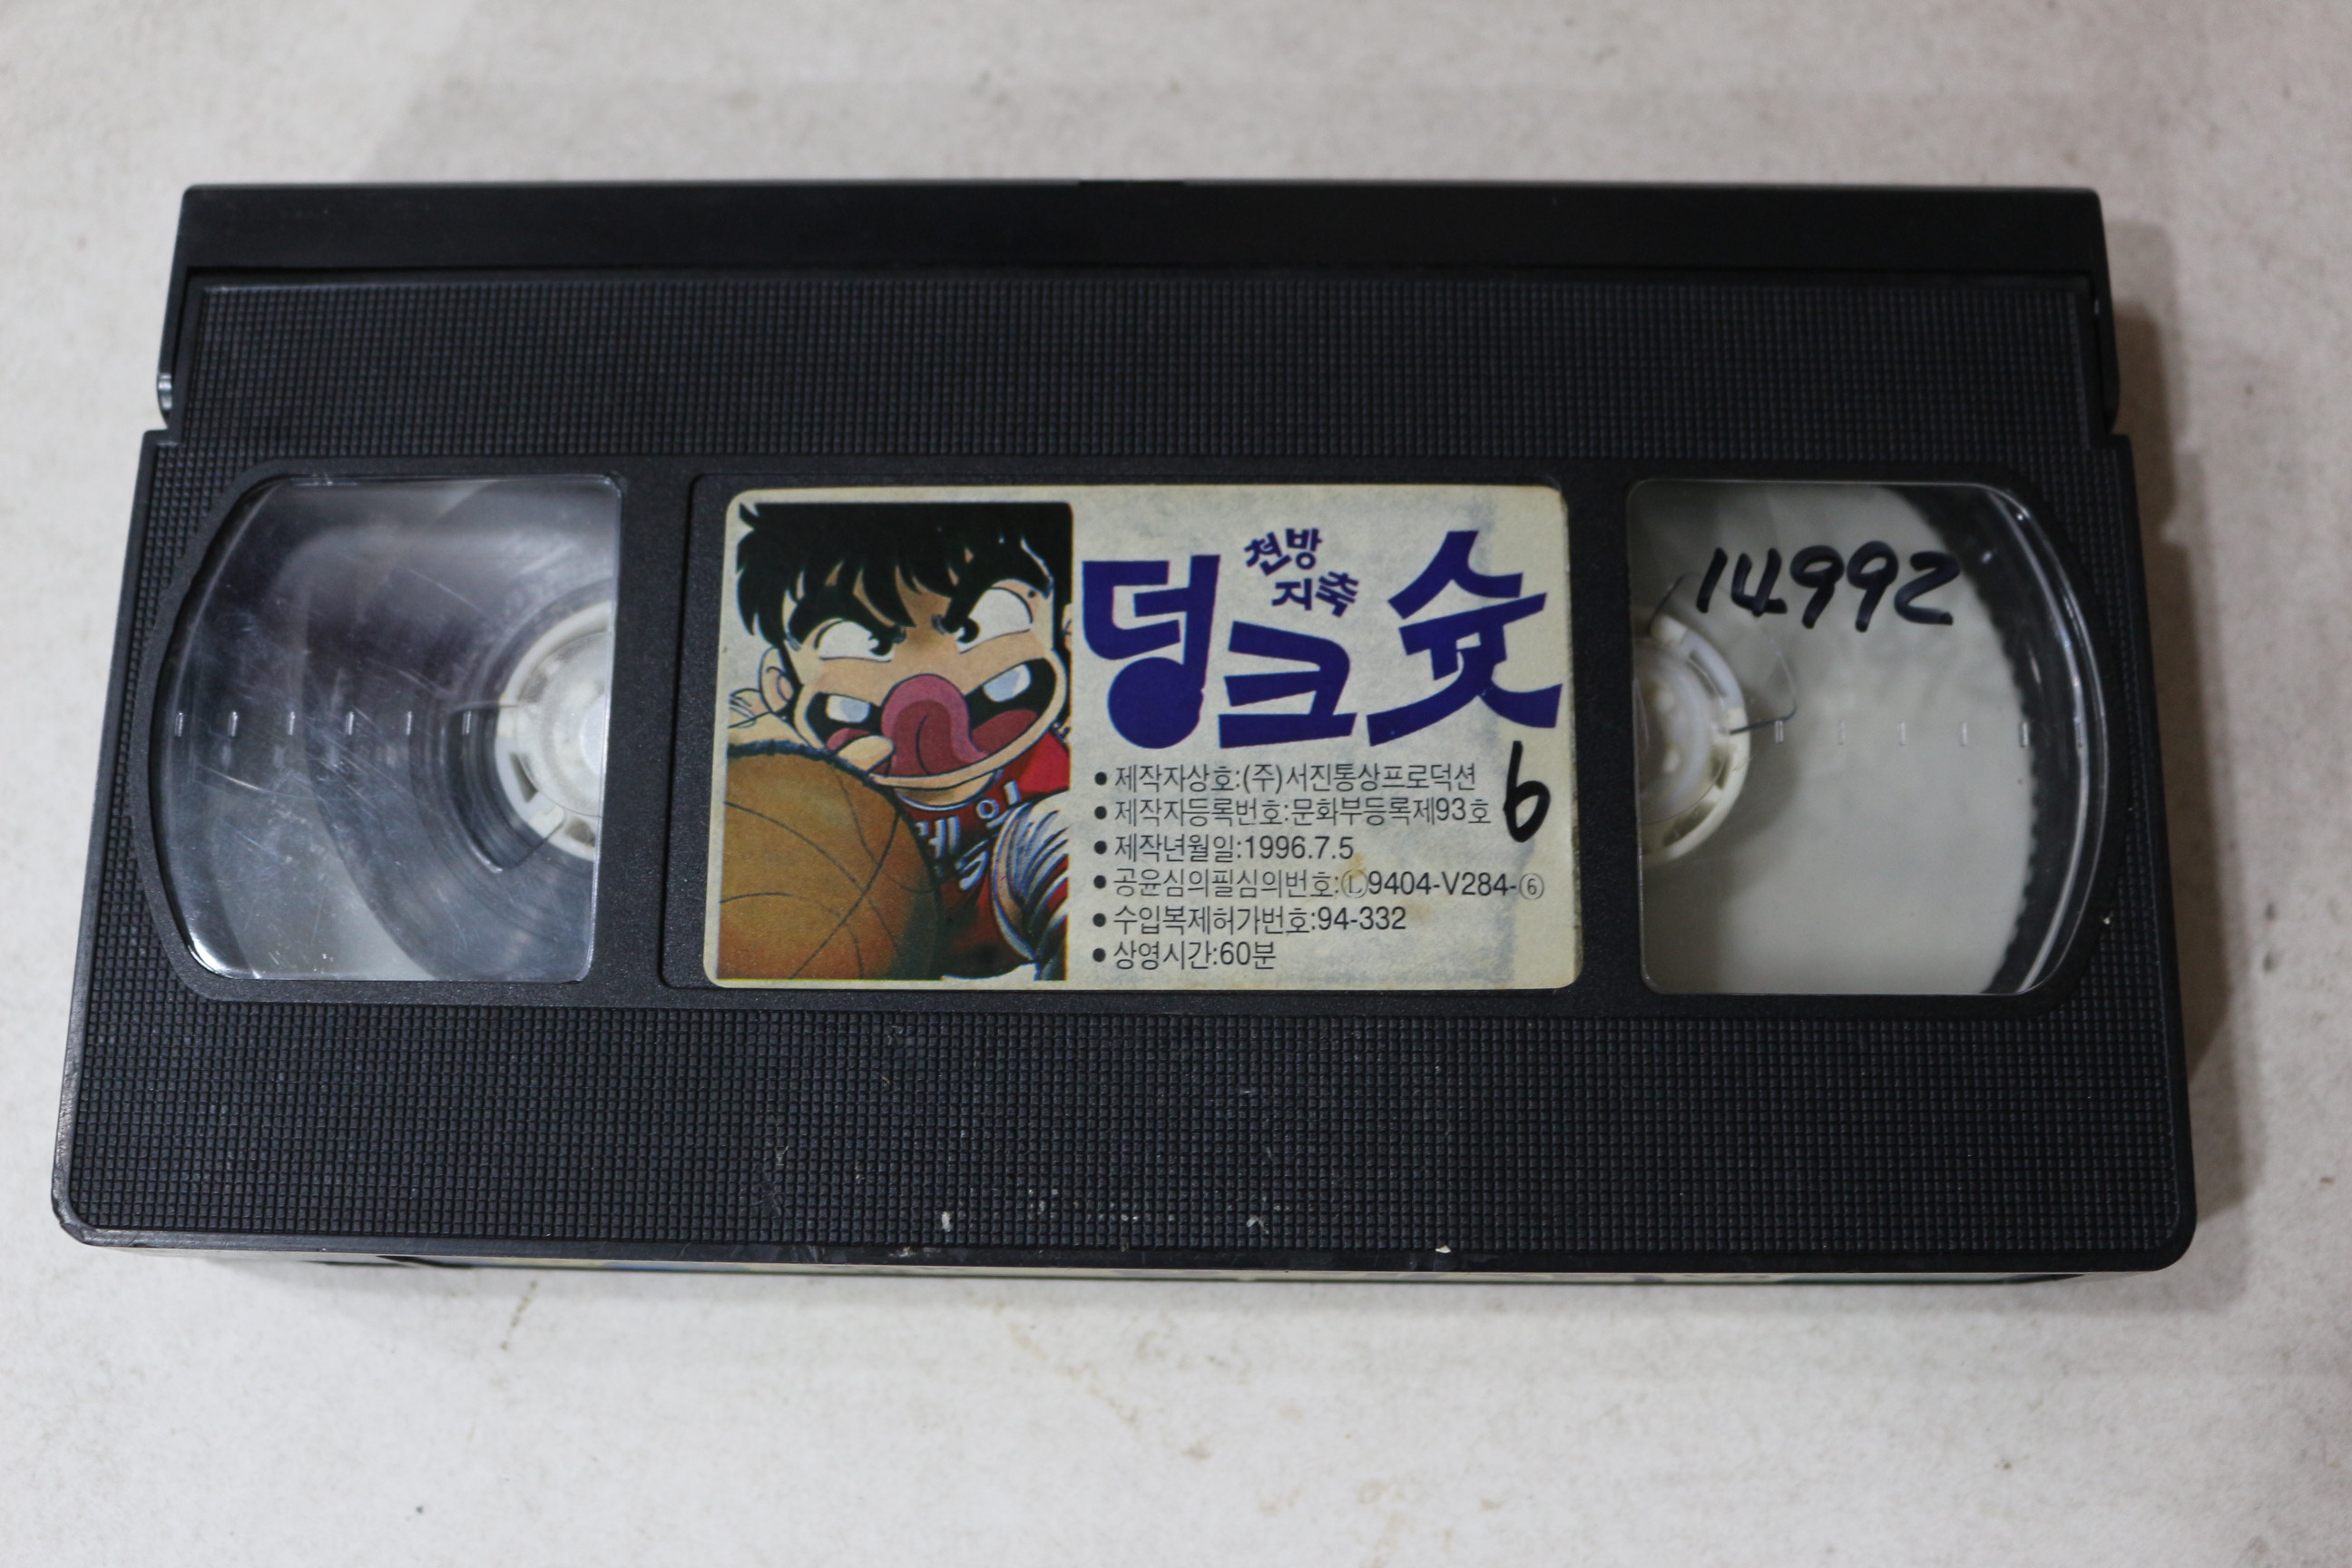 천방
지축
덩크슛
6
● 제작자상호:(주)서진통상프로덕션
● 제작자등록번호:문화부등록제93호
● 제작년월일:1996.7.5
● 공윤심의필심의번호:Ⓛ9404-V284-⑥
● 수입복제허가번호:94-332
● 상영시간:60분
14992